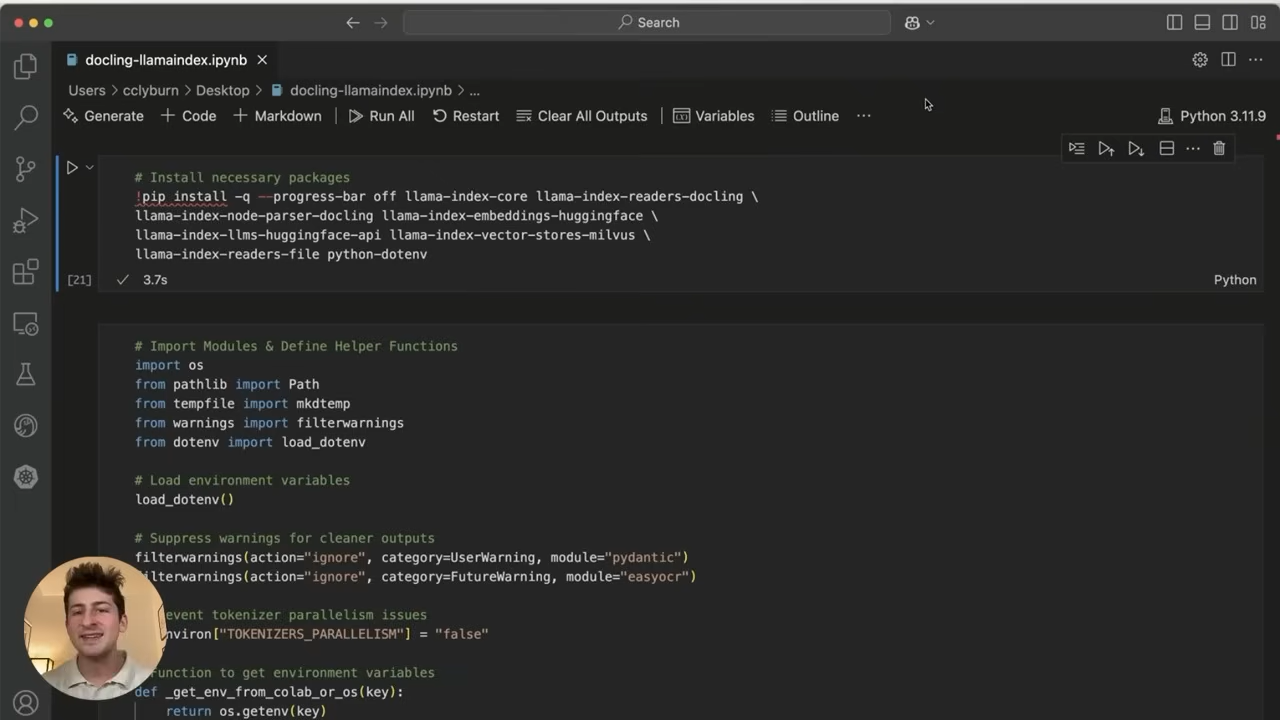 Search
docling-llamaindex.ipynb
Users > cclyburn > Desktop > docling-llamaindex.ipynb > ...
Generate + Code + Markdown Run All Restart Clear All Outputs Variables Outline ... Python 3.11.9
# Install necessary packages
!pip install -q --progress-bar off llama-index-core llama-index-readers-docling \
llama-index-node-parser-docling llama-index-embeddings-huggingface \
llama-index-llms-huggingface-api llama-index-vector-stores-milvus \
llama-index-readers-file python-dotenv
[21] ✓ 3.7s Python
# Import Modules & Define Helper Functions
import os
from pathlib import Path
from tempfile import mkdtemp
from warnings import filterwarnings
from dotenv import load_dotenv
# Load environment variables
load_dotenv()
# Suppress warnings for cleaner outputs
filterwarnings(action="ignore", category=UserWarning, module="pydantic")
ilterwarnings(action="ignore", category=FutureWarning, module="easyocr")
event tokenizer parallelism issues
nviron["TOKENIZERS_PARALLELISM"] = "false"
Function to get environment variables
def _get_env_from_colab_or_os(key):
return os.getenv(key)